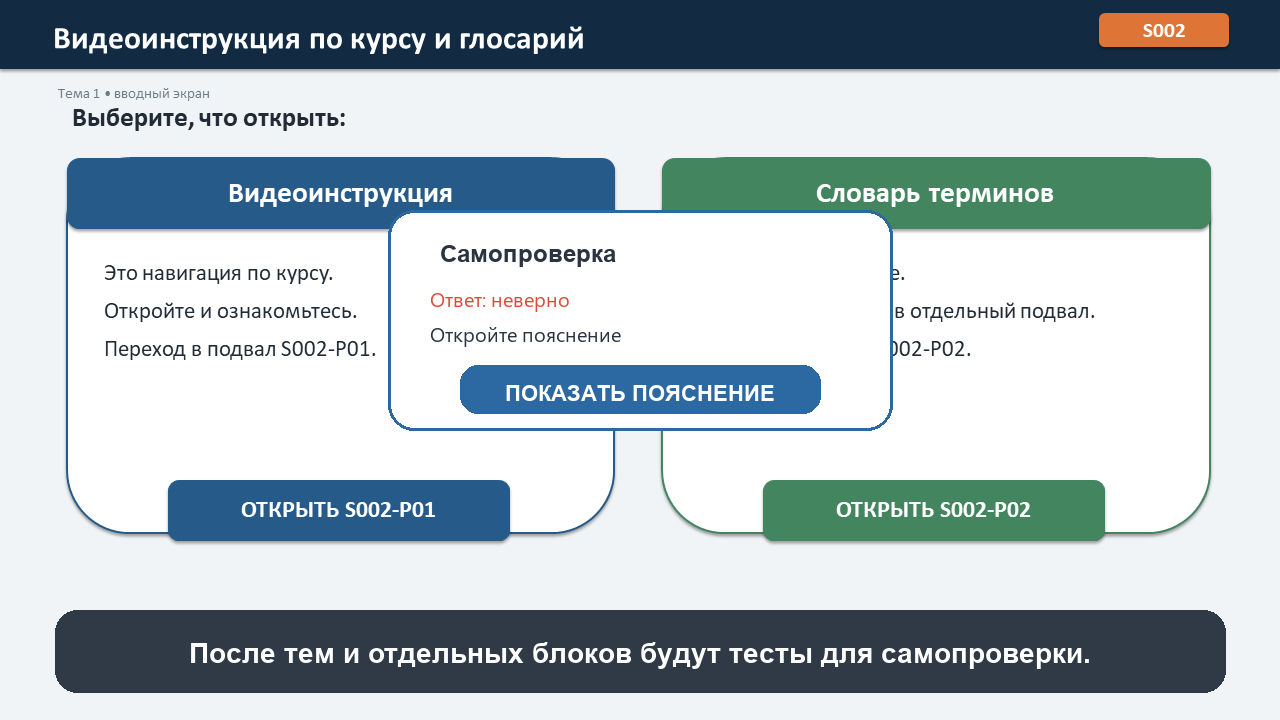 Видеоинструкция по курсу и глосарий
S002
Тема 1 • вводный экран
Выберите, что открыть:
Видеоинструкция
Словарь терминов
Это навигация по курсу.
Откройте и ознакомьтесь.
Переход в подвал S002-P01.
Самопроверка
Ответ: неверно
Откройте пояснение
ПОКАЗАТЬ ПОЯСНЕНИЕ
в отдельный подвал.
ОТКРЫТЬ S002-P01
ОТКРЫТЬ S002-P02
После тем и отдельных блоков будут тесты для самопроверки.